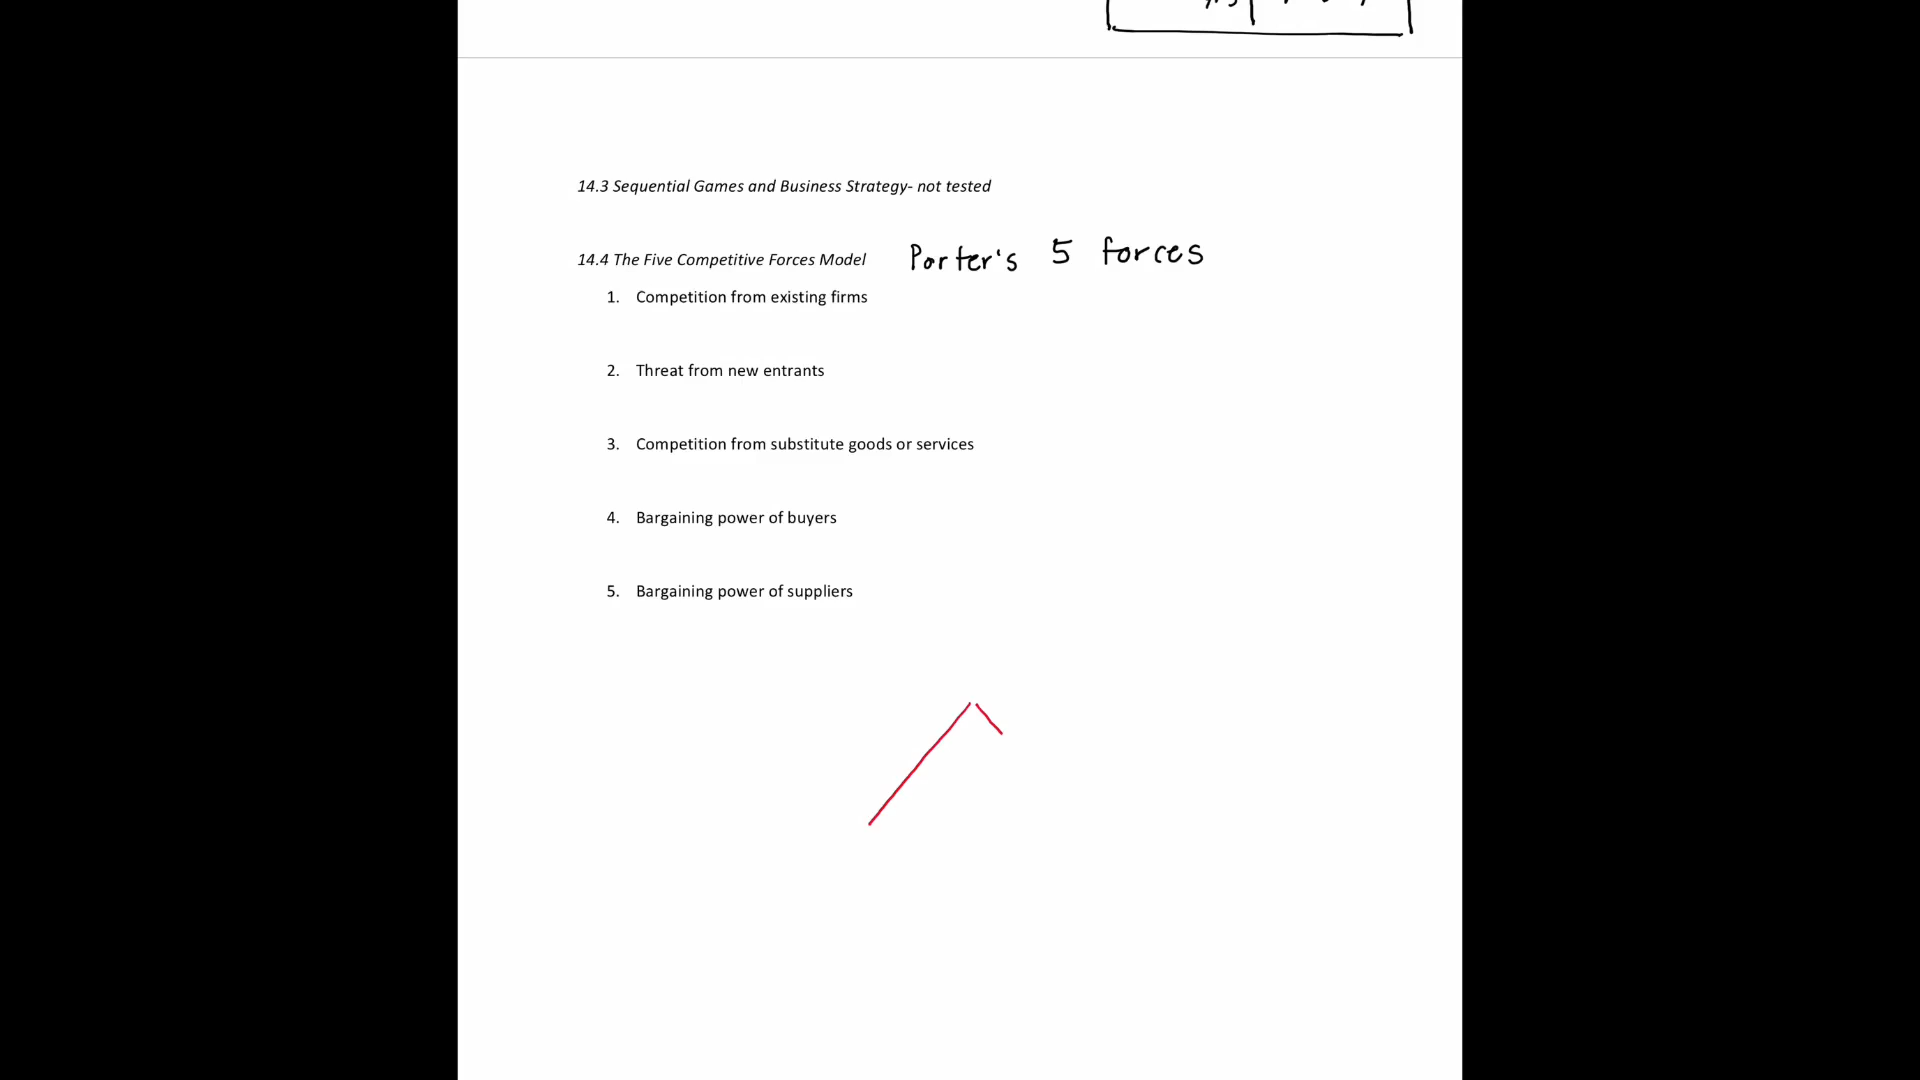 14.3 Sequential Games and Business Strategy- not tested
14.4 The Five Competitive Forces Model Porter's 5 forces
1. Competition from existing firms
2. Threat from new entrants
3. Competition from substitute goods or services
4. Bargaining power of buyers
5. Bargaining power of suppliers